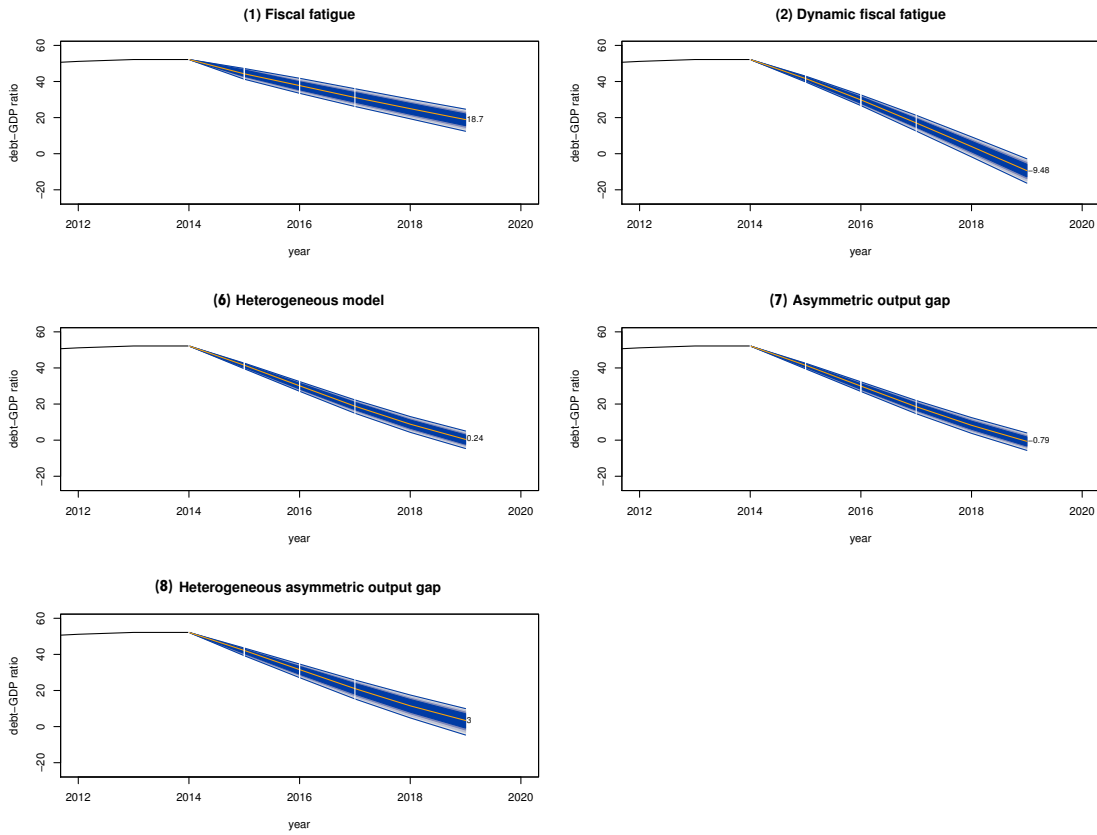 (1) Fiscal fatigue
debt−GDP ratio
60
40
20
0
−20
18.7
2012 2014 2016 2018 2020
year
(2) Dynamic fiscal fatigue
debt−GDP ratio
60
40
20
0
−20
−9.48
2012 2014 2016 2018 2020
year
(6) Heterogeneous model
debt−GDP ratio
60
40
20
0
−20
0.24
2012 2014 2016 2018 2020
year
(7) Asymmetric output gap
debt−GDP ratio
60
40
20
0
−20
−0.79
2012 2014 2016 2018 2020
year
(8) Heterogeneous asymmetric output gap
debt−GDP ratio
60
40
20
0
−20
3
2012 2014 2016 2018 2020
year